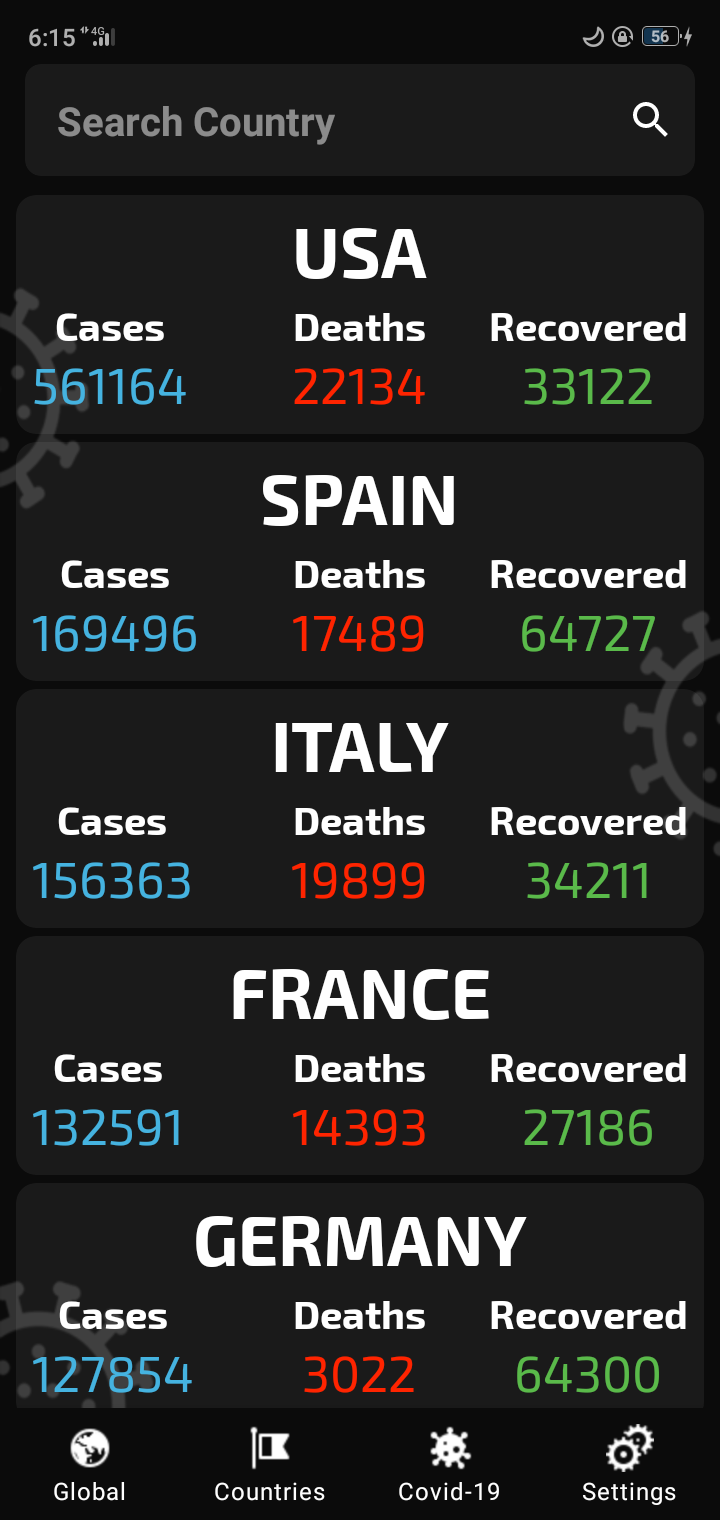 6:15 4G 56
Search Country
USA
Cases Deaths Recovered
561164 22134 33122
SPAIN
Cases Deaths Recovered
169496 17489 64727
ITALY
Cases Deaths Recovered
156363 19899 34211
FRANCE
Cases Deaths Recovered
132591 14393 27186
GERMANY
Cases Deaths Recovered
127854 3022 64300
Global Countries Covid-19 Settings